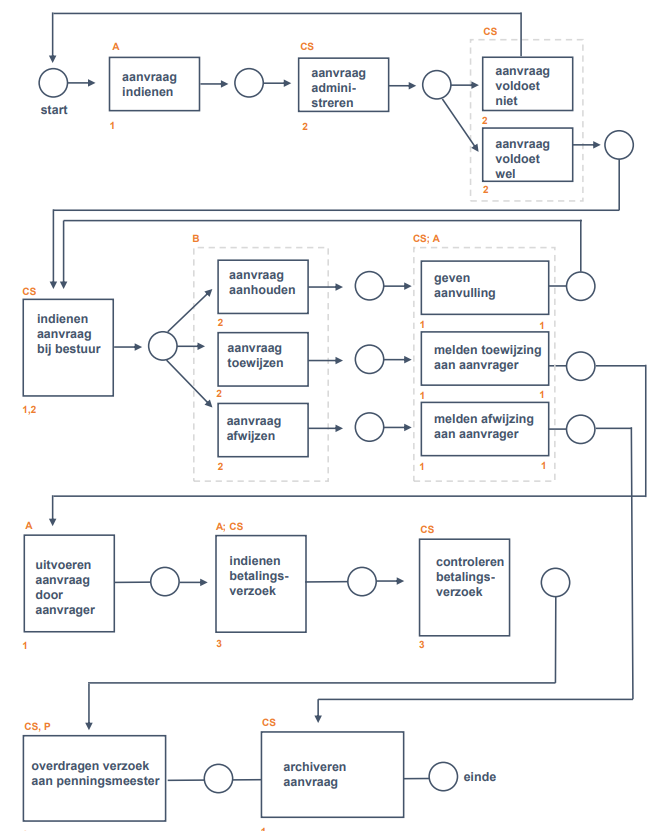 CS
A
CS
aanvraag
indienen
aanvraag
admini-
streren
aanvraag
voldoet
niet
start
1
2
2
aanvraag
voldoet
wel
2
B
CS; A
CS
aanvraag
aanhouden
geven
aanvulling
indienen
aanvraag
bij bestuur
2
1
1
aanvraag
toewijzen
melden toewijzing
aan aanvrager
2
1
1
1,2
aanvraag
afwijzen
melden afwijzing
aan aanvrager
2
1
1
A
A; CS
CS
uitvoeren
aanvraag
door
aanvrager
indienen
betalings-
verzoek
controleren
betalings-
verzoek
1
3
3
CS, P
CS
overdragen verzoek
aan penningsmeester
archiveren
aanvraag
einde